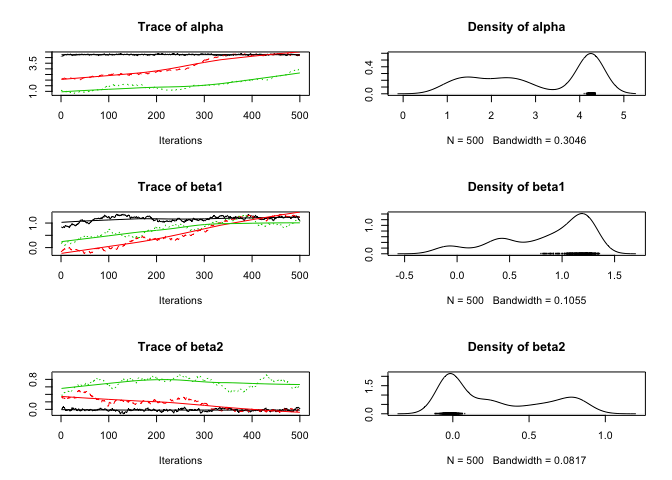 Trace of alpha
1.0 3.5
0 100 200 300 400 500
Iterations
Density of alpha
0.0 0.4
0 1 2 3 4 5
N = 500 Bandwidth = 0.3046
Trace of beta1
0.0 1.0
0 100 200 300 400 500
Iterations
Density of beta1
0.0 1.0
-0.5 0.0 0.5 1.0 1.5
N = 500 Bandwidth = 0.1055
Trace of beta2
0.0 0.8
0 100 200 300 400 500
Iterations
Density of beta2
0.0 1.5
0.0 0.5 1.0
N = 500 Bandwidth = 0.0817